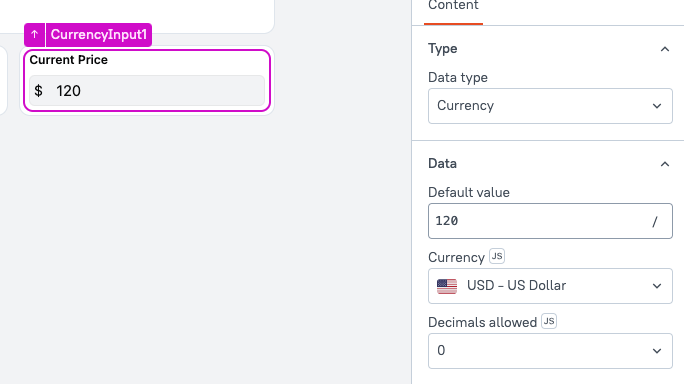 CurrencyInput1
Current Price
$ 120
Content
Type
Data type
Currency
Data
Default value
120 /
Currency JS
USD - US Dollar
Decimals allowed JS
0